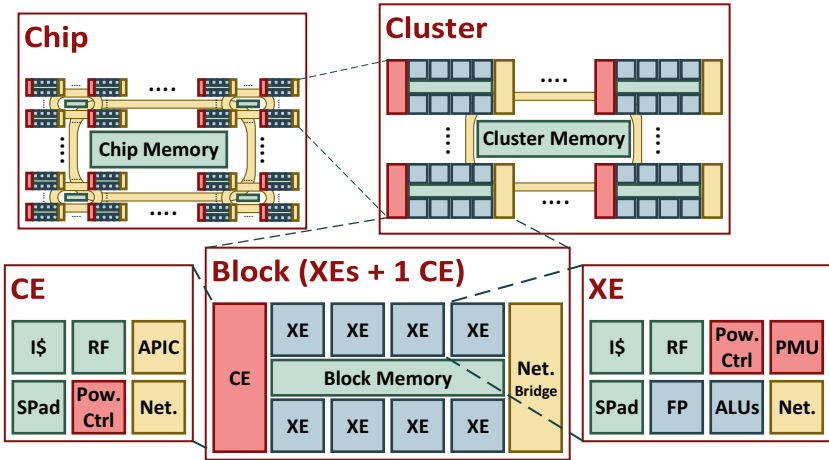 Chip
Chip Memory
Cluster
Cluster Memory
Block (XEs + 1 CE)
CE
XE XE XE XE
Block Memory
XE XE XE XE
Net.
Bridge
CE
I$ RF APIC
SPad Pow. Ctrl Net.
XE
I$ RF Pow. Ctrl PMU
SPad FP ALUs Net.